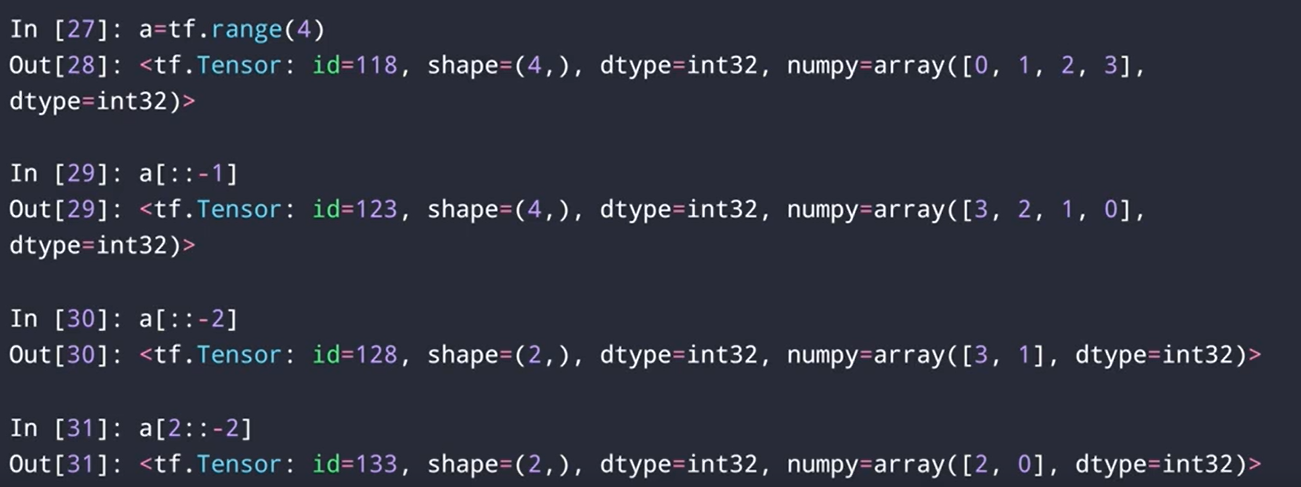 In [27]: a=tf.range(4)
Out[28]: <tf.Tensor: id=118, shape=(4,), dtype=int32, numpy=array([0, 1, 2, 3],
dtype=int32)>
In [29]: a[::-1]
Out[29]: <tf.Tensor: id=123, shape=(4,), dtype=int32, numpy=array([3, 2, 1, 0],
dtype=int32)>
In [30]: a[::-2]
Out[30]: <tf.Tensor: id=128, shape=(2,), dtype=int32, numpy=array([3, 1], dtype=int32)>
In [31]: a[2::-2]
Out[31]: <tf.Tensor: id=133, shape=(2,), dtype=int32, numpy=array([2, 0], dtype=int32)>